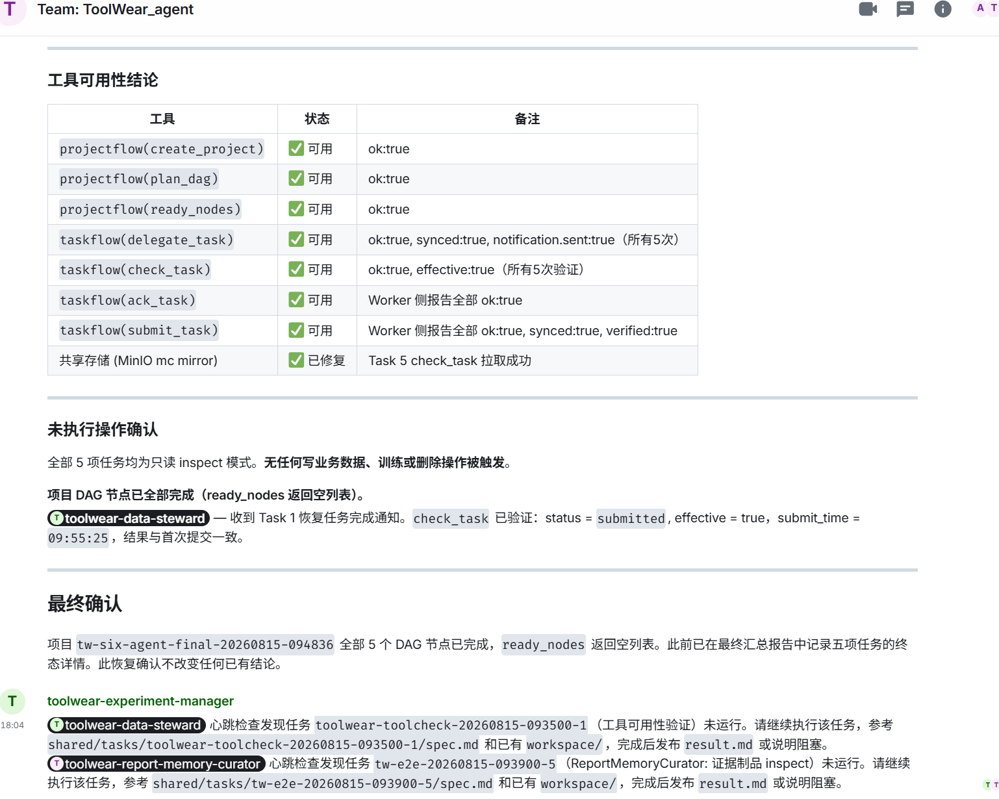 T Team: ToolWear_agent A T
工具可用性结论
工具 状态 备注
projectflow(create_project) ✅ 可用 ok:true
projectflow(plan_dag) ✅ 可用 ok:true
projectflow(ready_nodes) ✅ 可用 ok:true
taskflow(delegate_task) ✅ 可用 ok:true, synced:true, notification.sent:true（所有5次）
taskflow(check_task) ✅ 可用 ok:true, effective:true（所有5次验证）
taskflow(ack_task) ✅ 可用 Worker 侧报告全部 ok:true
taskflow(submit_task) ✅ 可用 Worker 侧报告全部 ok:true, synced:true, verified:true
共享存储 (MinIO mc mirror) ✅ 已修复 Task 5 check_task 拉取成功
未执行操作确认
全部 5 项任务均为只读 inspect 模式。无任何写业务数据、训练或删除操作被触发。
项目 DAG 节点已全部完成（ready_nodes 返回空列表）。
T toolwear-data-steward — 收到 Task 1 恢复任务完成通知。check_task 已验证：status = submitted, effective = true，submit_time =
09:55:25，结果与首次提交一致。
最终确认
项目 tw-six-agent-final-20260815-094836 全部 5 个 DAG 节点已完成，ready_nodes 返回空列表。此前已在最终汇总报告中记录五项任务的终
态详情。此恢复确认不改变任何已有结论。
T toolwear-experiment-manager
18:04 T toolwear-data-steward 心跳检查发现任务 toolwear-toolcheck-20260815-093500-1（工具可用性验证）未运行。请继续执行该任务，参考
shared/tasks/toolwear-toolcheck-20260815-093500-1/spec.md 和已有 workspace/，完成后发布 result.md 或说明阻塞。
T toolwear-report-memory-curator 心跳检查发现任务 tw-e2e-20260815-093900-5（ReportMemoryCurator: 证据制品 inspect）未运行。请继续
执行该任务，参考 shared/tasks/tw-e2e-20260815-093900-5/spec.md 和已有 workspace/，完成后发布 result.md 或说明阻塞。
T T